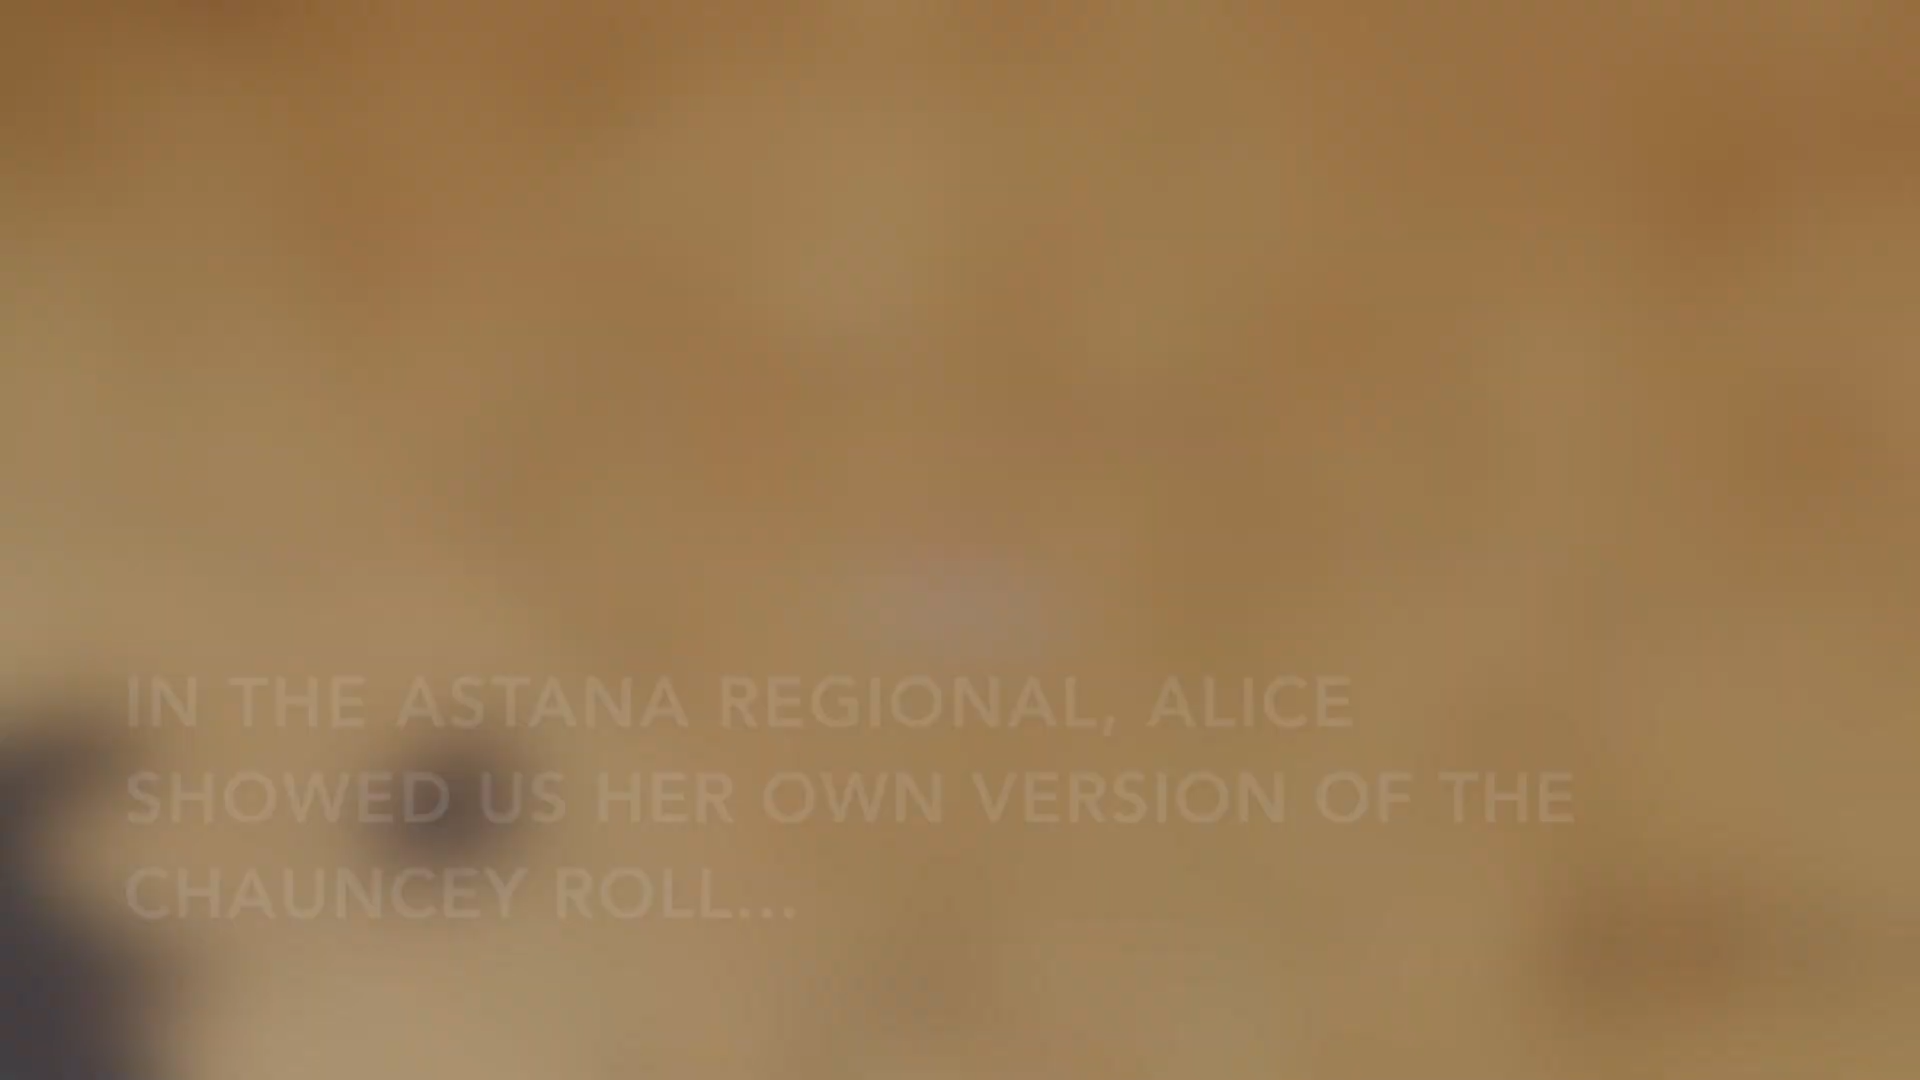 IN THE ASTANA REGIONAL, ALICE
SHOWED US HER OWN VERSION OF THE
CHAUNCEY ROLL...